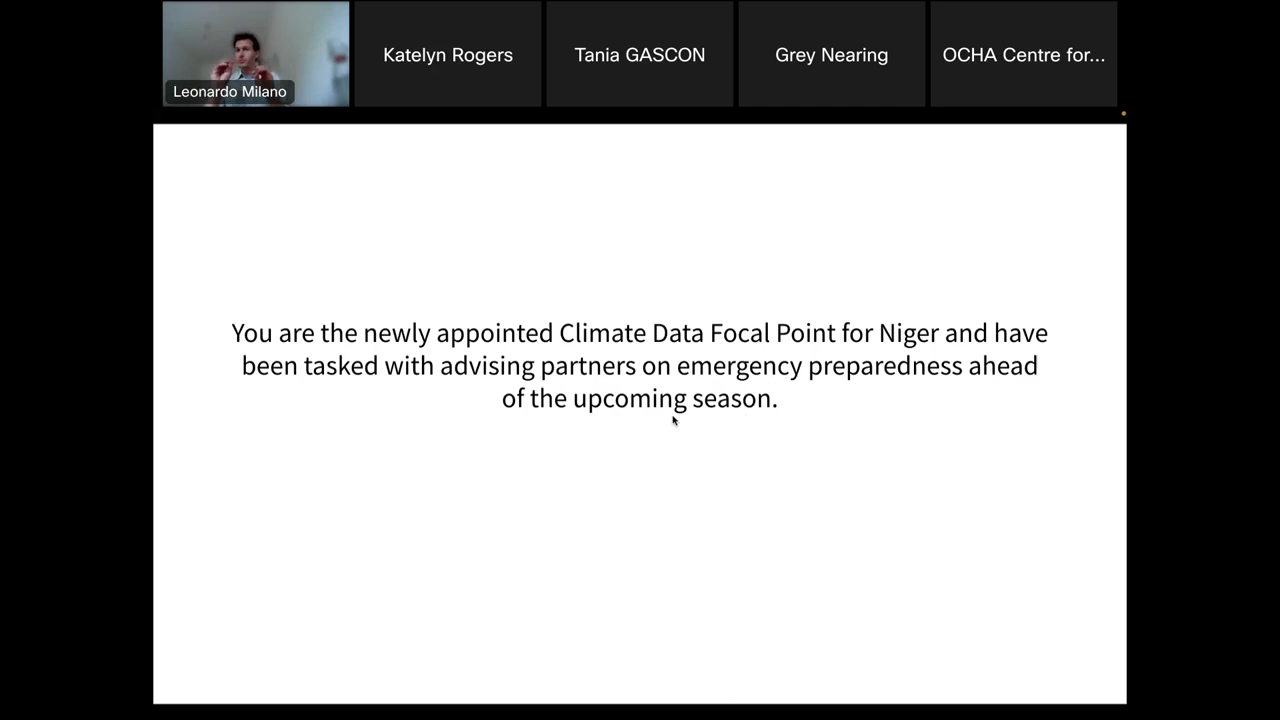 Leonardo Milano
Katelyn Rogers
Tania GASCON
Grey Nearing
OCHA Centre for...
You are the newly appointed Climate Data Focal Point for Niger and have
been tasked with advising partners on emergency preparedness ahead
of the upcoming season.